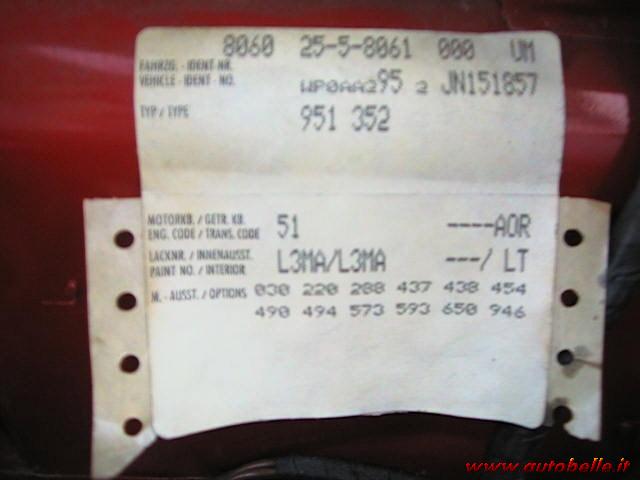 8060 25-5-8061 000 UM
FAHRZG.-IDENT-NR.
VEHICLE-IDENT-NO. WP0AA295 2 JN151857
TYP/TYPE 951 352
MOTORKB./GETR.KB.
ENG. CODE/TRANS. CODE 51 ----AOR
LACKNR./INNENAUSST.
PAINT NO./INTERIOR L3MA/L3MA ---/ LT
M.-AUSST./OPTIONS 030 220 288 437 438 454
490 494 573 593 650 946
www.autobelle.it